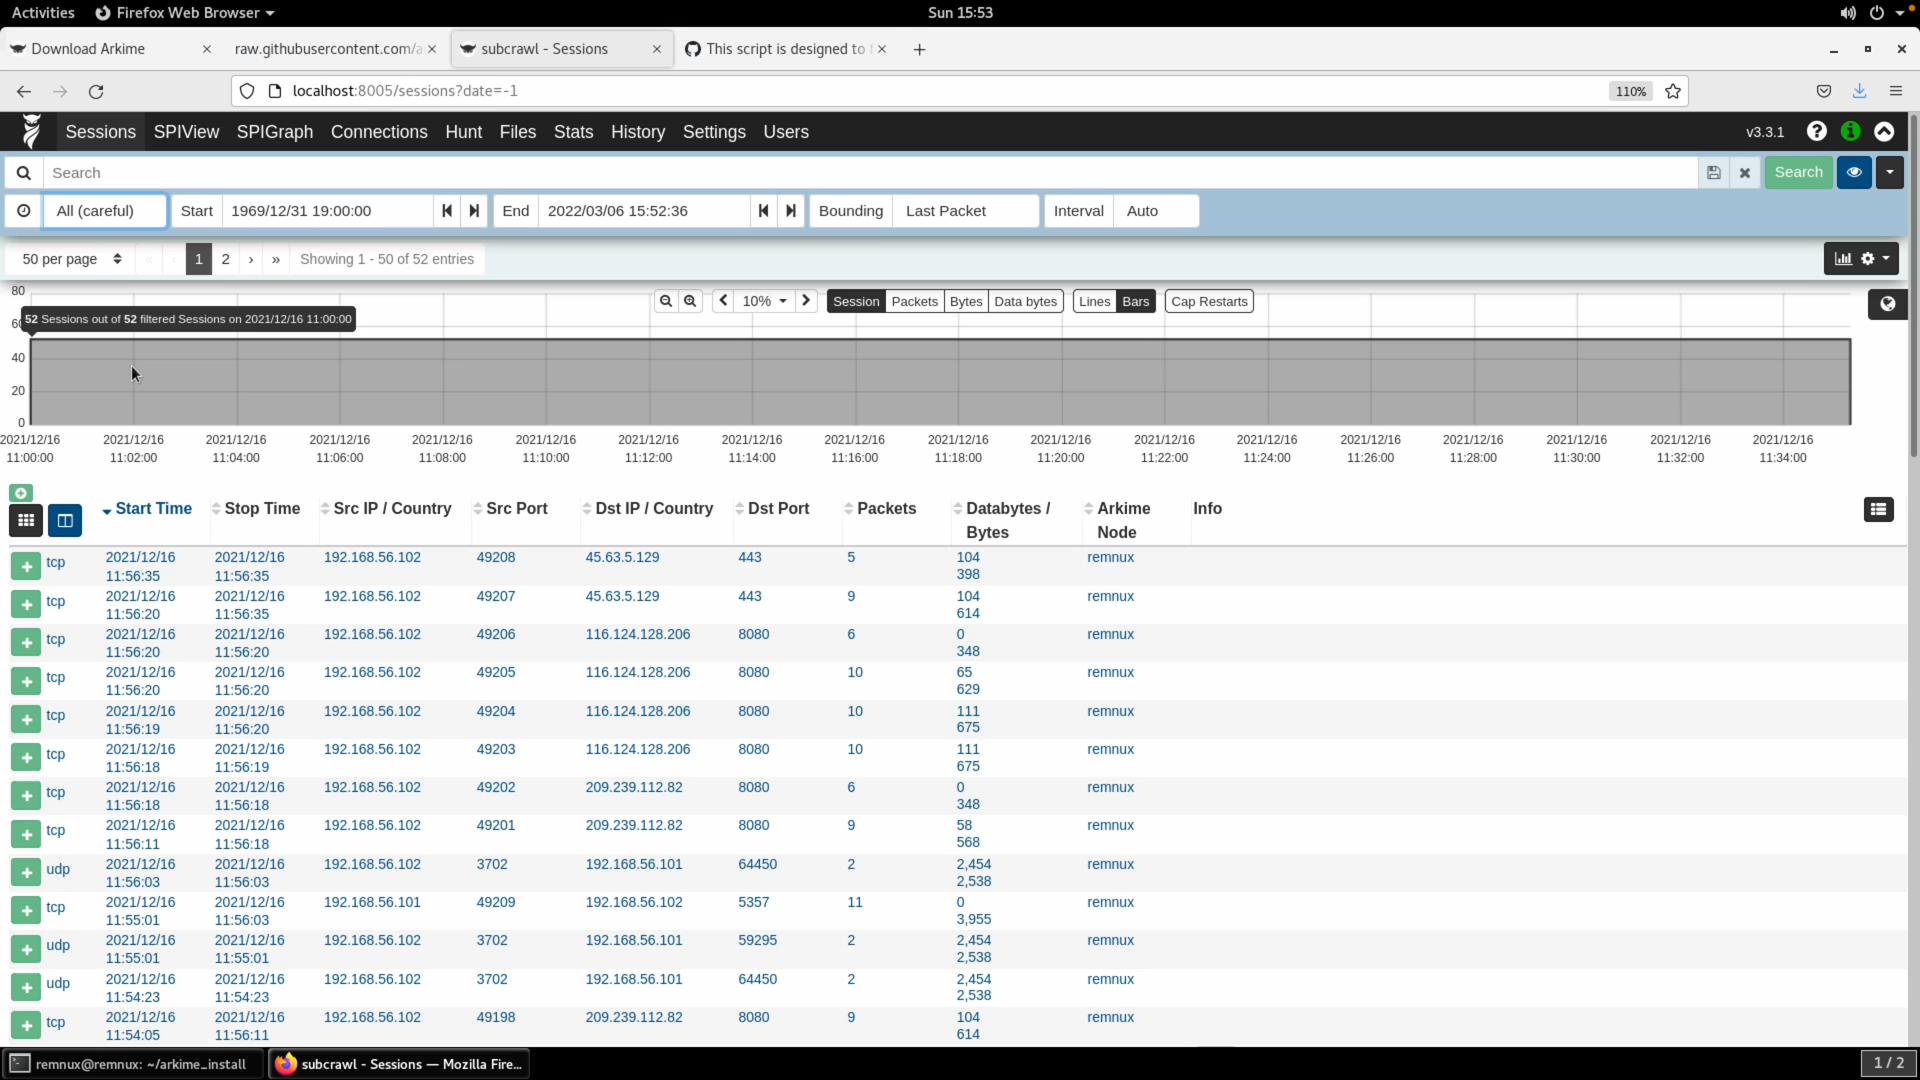 Activities Firefox Web Browser Sun 15:53
Download Arkime raw.githubusercontent.com/a subcrawl - Sessions This script is designed to f
localhost:8005/sessions?date=-1 110%
Sessions SPIView SPIGraph Connections Hunt Files Stats History Settings Users v3.3.1
Search Search
All (careful) Start 1969/12/31 19:00:00 End 2022/03/06 15:52:36 Bounding Last Packet Interval Auto
50 per page « ‹ 1 2 › » Showing 1 - 50 of 52 entries
10% Session Packets Bytes Data bytes Lines Bars Cap Restarts
52 Sessions out of 52 filtered Sessions on 2021/12/16 11:00:00
80
60
40
20
0
2021/12/16 2021/12/16 2021/12/16 2021/12/16 2021/12/16 2021/12/16 2021/12/16 2021/12/16 2021/12/16 2021/12/16 2021/12/16 2021/12/16 2021/12/16 2021/12/16 2021/12/16 2021/12/16 2021/12/16 2021/12/16
11:00:00 11:02:00 11:04:00 11:06:00 11:08:00 11:10:00 11:12:00 11:14:00 11:16:00 11:18:00 11:20:00 11:22:00 11:24:00 11:26:00 11:28:00 11:30:00 11:32:00 11:34:00
Start Time Stop Time Src IP / Country Src Port Dst IP / Country Dst Port Packets Databytes / Arkime Info
Bytes Node
tcp 2021/12/16 2021/12/16 192.168.56.102 49208 45.63.5.129 443 5 104 remnux
11:56:35 11:56:35 398
tcp 2021/12/16 2021/12/16 192.168.56.102 49207 45.63.5.129 443 9 104 remnux
11:56:20 11:56:35 614
tcp 2021/12/16 2021/12/16 192.168.56.102 49206 116.124.128.206 8080 6 0 remnux
11:56:20 11:56:20 348
tcp 2021/12/16 2021/12/16 192.168.56.102 49205 116.124.128.206 8080 10 65 remnux
11:56:20 11:56:20 629
tcp 2021/12/16 2021/12/16 192.168.56.102 49204 116.124.128.206 8080 10 111 remnux
11:56:19 11:56:20 675
tcp 2021/12/16 2021/12/16 192.168.56.102 49203 116.124.128.206 8080 10 111 remnux
11:56:18 11:56:19 675
tcp 2021/12/16 2021/12/16 192.168.56.102 49202 209.239.112.82 8080 6 0 remnux
11:56:18 11:56:18 348
tcp 2021/12/16 2021/12/16 192.168.56.102 49201 209.239.112.82 8080 9 58 remnux
11:56:11 11:56:18 568
udp 2021/12/16 2021/12/16 192.168.56.102 3702 192.168.56.101 64450 2 2,454 remnux
11:56:03 11:56:03 2,538
tcp 2021/12/16 2021/12/16 192.168.56.101 49209 192.168.56.102 5357 11 0 remnux
11:55:01 11:56:03 3,955
udp 2021/12/16 2021/12/16 192.168.56.102 3702 192.168.56.101 59295 2 2,454 remnux
11:55:01 11:55:01 2,538
udp 2021/12/16 2021/12/16 192.168.56.102 3702 192.168.56.101 64450 2 2,454 remnux
11:54:23 11:54:23 2,538
tcp 2021/12/16 2021/12/16 192.168.56.102 49198 209.239.112.82 8080 9 104 remnux
11:54:05 11:56:11 614
remnux@remnux: ~/arkime_install subcrawl - Sessions — Mozilla Fire... 1 / 2